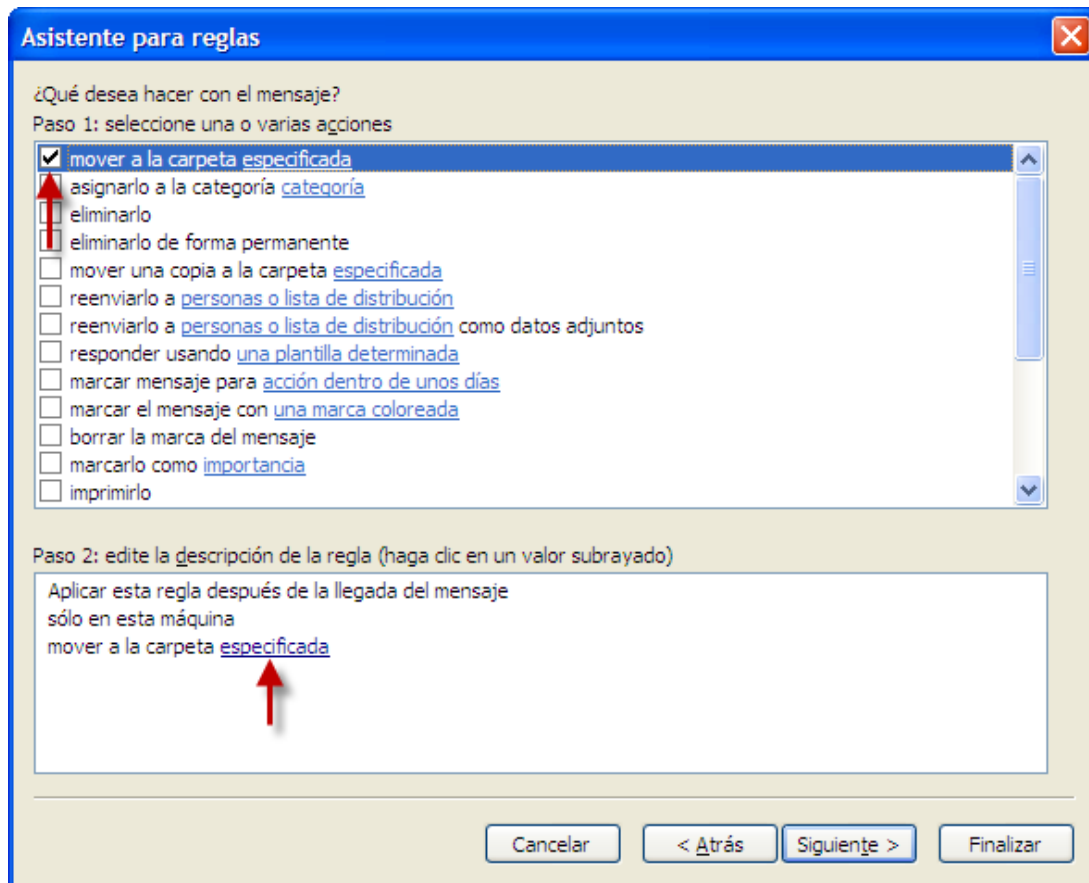 Asistente para reglas
¿Qué desea hacer con el mensaje?
Paso 1: seleccione una o varias acciones
mover a la carpeta especificada
asignarlo a la categoría categoría
eliminarlo
eliminarlo de forma permanente
mover una copia a la carpeta especificada
reenviarlo a personas o lista de distribución
reenviarlo a personas o lista de distribución como datos adjuntos
responder usando una plantilla determinada
marcar mensaje para acción dentro de unos días
marcar el mensaje con una marca coloreada
borrar la marca del mensaje
marcarlo como importancia
imprimirlo
Paso 2: edite la descripción de la regla (haga clic en un valor subrayado)
Aplicar esta regla después de la llegada del mensaje
sólo en esta máquina
mover a la carpeta especificada
Cancelar < Atrás Siguiente > Finalizar